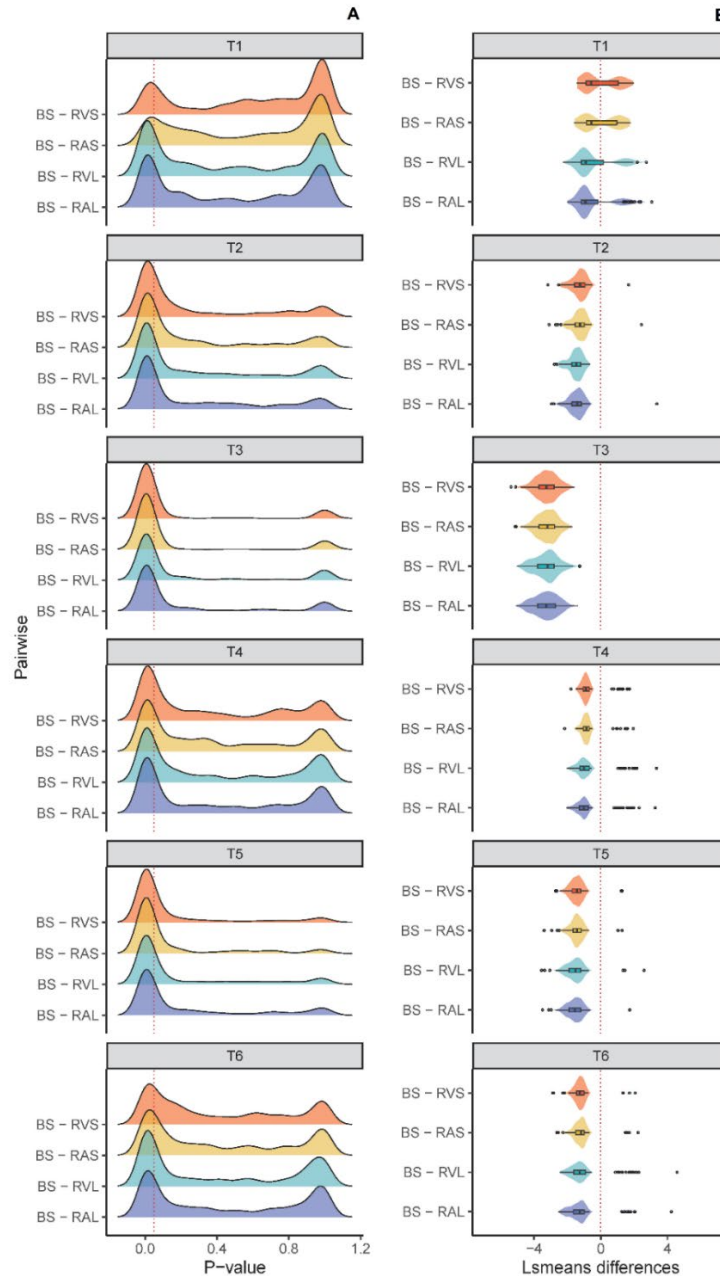 A
B
T1
BS − RVS
BS − RAS
BS − RVL
BS − RAL
T1
BS − RVS
BS − RAS
BS − RVL
BS − RAL
T2
BS − RVS
BS − RAS
BS − RVL
BS − RAL
T2
BS − RVS
BS − RAS
BS − RVL
BS − RAL
T3
BS − RVS
BS − RAS
BS − RVL
BS − RAL
T3
BS − RVS
BS − RAS
BS − RVL
BS − RAL
Pairwise
T4
BS − RVS
BS − RAS
BS − RVL
BS − RAL
T4
BS − RVS
BS − RAS
BS − RVL
BS − RAL
T5
BS − RVS
BS − RAS
BS − RVL
BS − RAL
T5
BS − RVS
BS − RAS
BS − RVL
BS − RAL
T6
BS − RVS
BS − RAS
BS − RVL
BS − RAL
0.0 0.4 0.8 1.2
P−value
T6
BS − RVS
BS − RAS
BS − RVL
BS − RAL
−4 0 4
Lsmeans differences